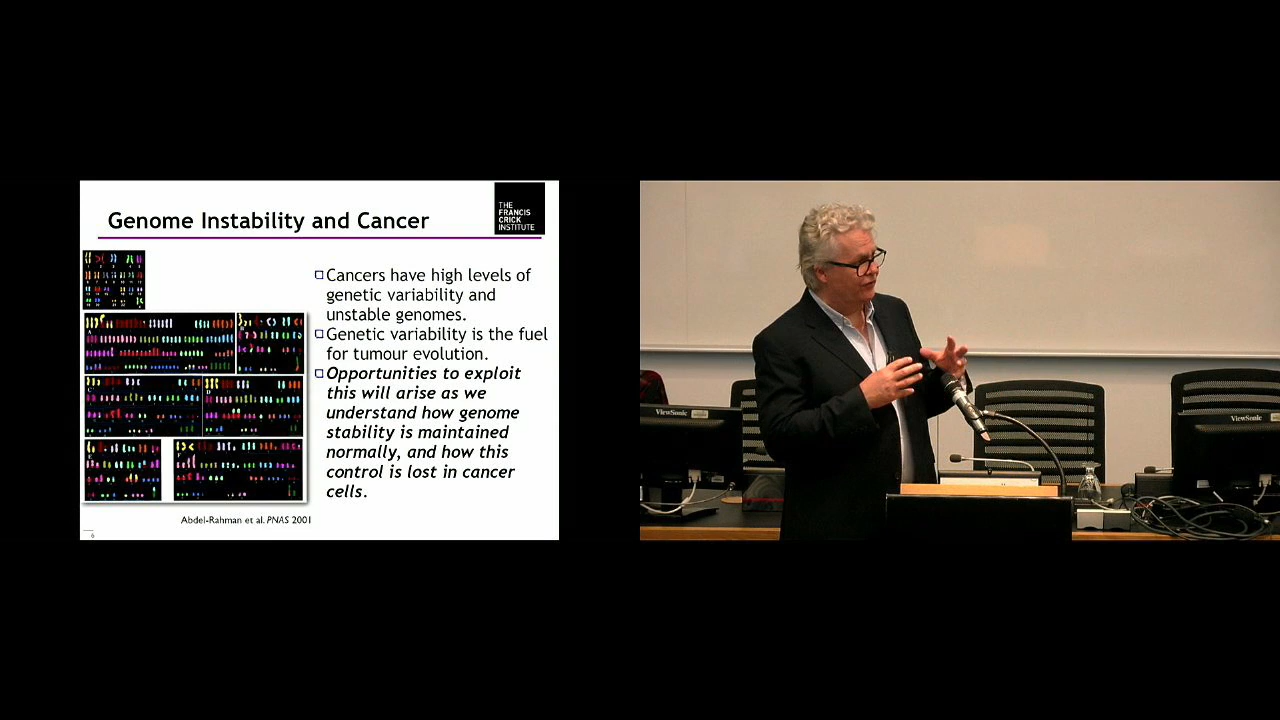 Genome Instability and Cancer
THE
FRANCIS
CRICK
INSTITUTE
Cancers have high levels of
genetic variability and
unstable genomes.
Genetic variability is the fuel
for tumour evolution.
Opportunities to exploit
this will arise as we
understand how genome
stability is maintained
normally, and how this
control is lost in cancer
cells.
Abdel-Rahman et al. PNAS 2001
6
ViewSonic
ViewSonic